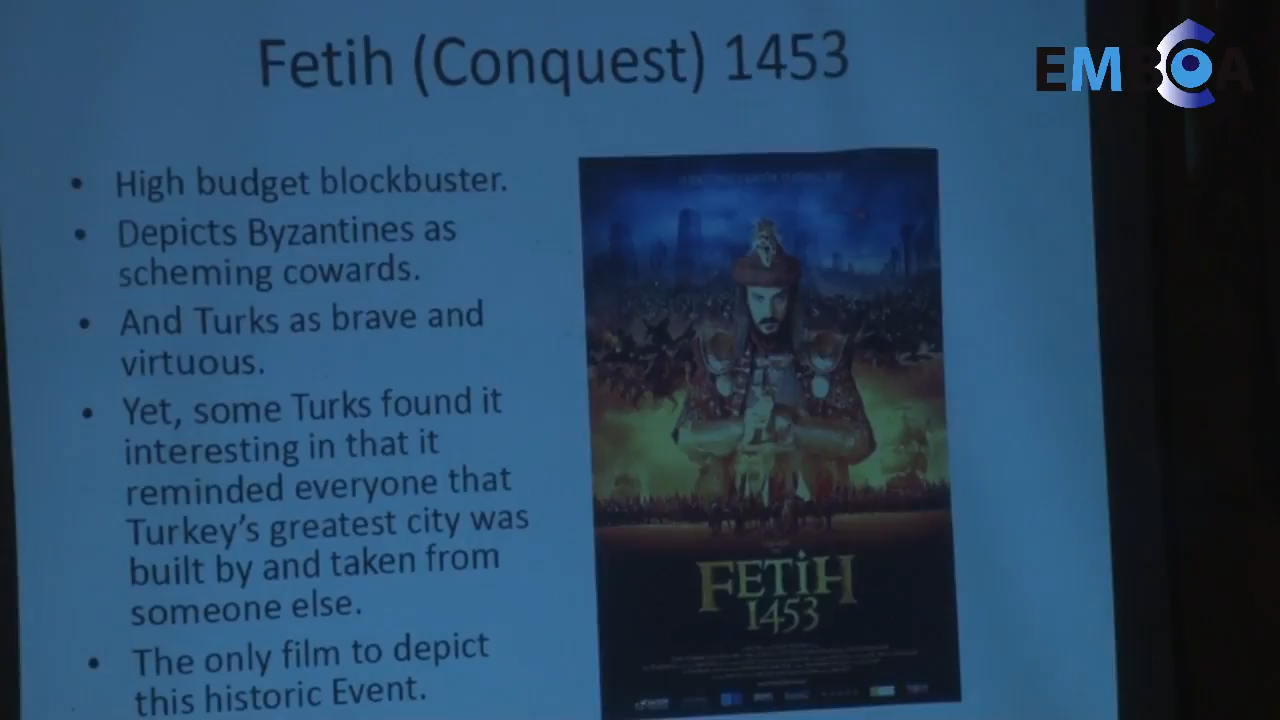 Fetih (Conquest) 1453
EMBCA
• High budget blockbuster.
• Depicts Byzantines as
scheming cowards.
• And Turks as brave and
virtuous.
• Yet, some Turks found it
interesting in that it
reminded everyone that
Turkey's greatest city was
built by and taken from
someone else.
• The only film to depict
this historic Event.
FETİH
1453